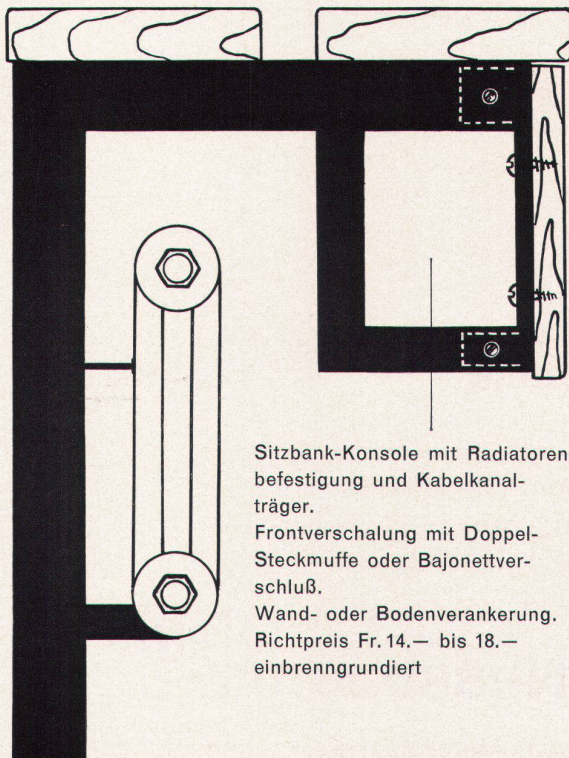 Sitzbank-Konsole mit Radiatoren
befestigung und Kabelkanal-
träger.
Frontverschalung mit Doppel-
Steckmuffe oder Bajonettver-
schluß.
Wand- oder Bodenverankerung.
Richtpreis Fr. 14.— bis 18.—
einbrenngrundiert